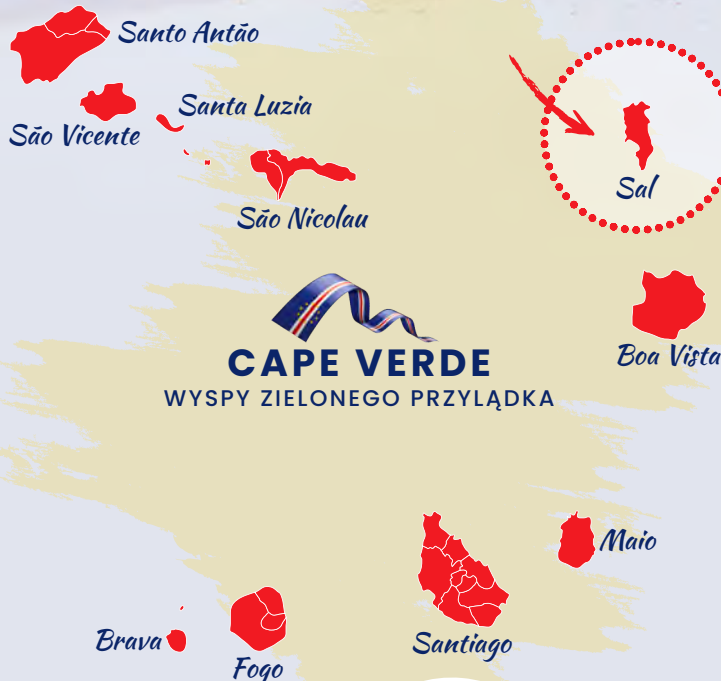 Santo Antão
Santa Luzia
São Vicente
Sal
São Nicolau
Boa Vista
CAPE VERDE
WYSPY ZIELONEGO PRZYLĄDKA
Maio
Brava
Santiago
Fogo